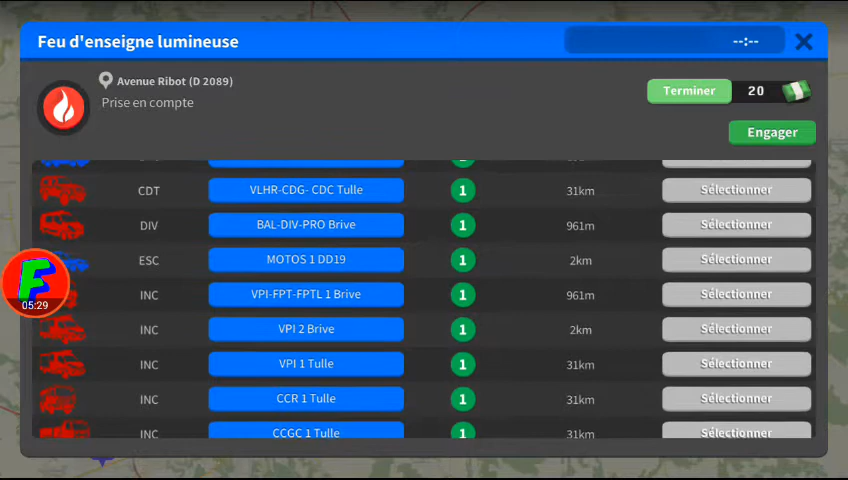 Feu d'enseigne lumineuse --:--
Avenue Ribot (D 2089)
Prise en compte
Terminer 20
Engager
CDT VLHR-CDG- CDC Tulle 1 31km Sélectionner
DIV BAL-DIV-PRO Brive 1 961m Sélectionner
ESC MOTOS 1 DD19 1 2km Sélectionner
INC VPI-FPT-FPTL 1 Brive 1 961m Sélectionner
INC VPI 2 Brive 1 2km Sélectionner
INC VPI 1 Tulle 1 31km Sélectionner
INC CCR 1 Tulle 1 31km Sélectionner
INC CCGC 1 Tulle 1 31km Sélectionner
F
05:29